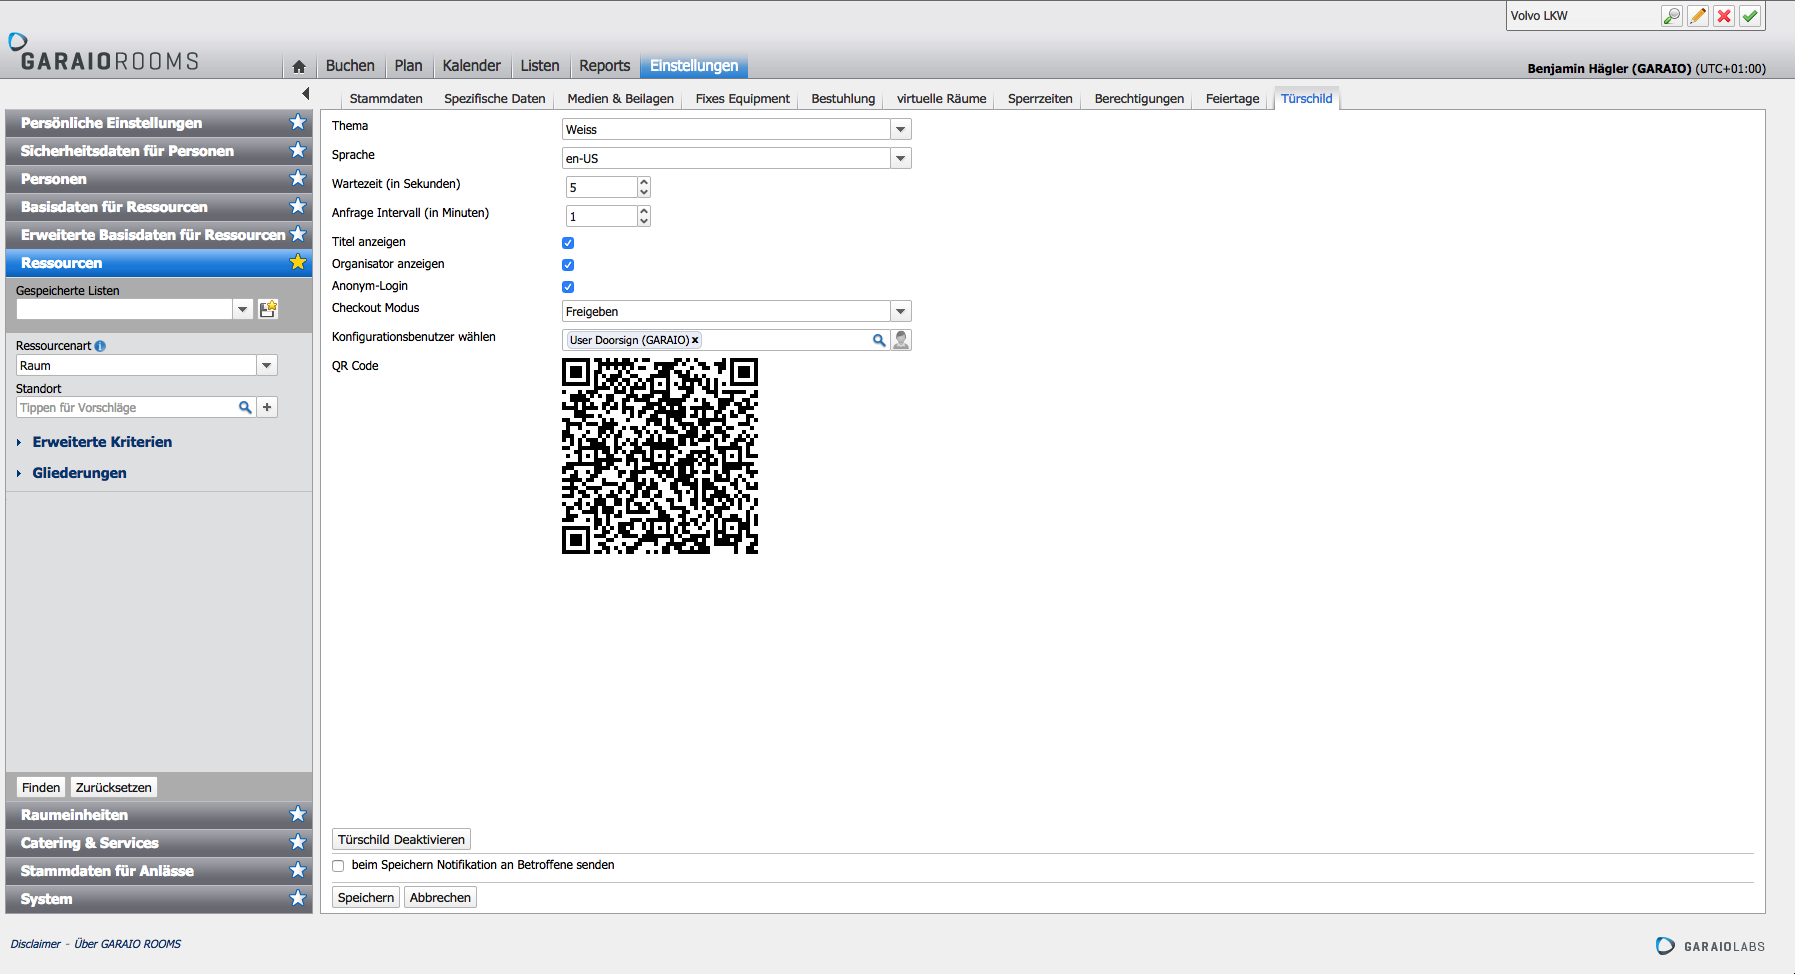 Volvo LKW
GARAIOROOMS
Buchen
Plan
Kalender
Listen
Reports
Einstellungen
Benjamin Hägler (GARAIO) (UTC+01:00)
Stammdaten
Spezifische Daten
Medien & Beilagen
Fixes Equipment
Bestuhlung
virtuelle Räume
Sperrzeiten
Berechtigungen
Feiertage
Türschild
Persönliche Einstellungen
Sicherheitsdaten für Personen
Personen
Basisdaten für Ressourcen
Erweiterte Basisdaten für Ressourcen
Ressourcen
Gespeicherte Listen
Ressourcenart
Raum
Standort
Tippen für Vorschläge
Erweiterte Kriterien
Gliederungen
Finden
Zurücksetzen
Raumeinheiten
Catering & Services
Stammdaten für Anlässe
System
Thema
Weiss
Sprache
en-US
Wartezeit (in Sekunden)
5
Anfrage Intervall (in Minuten)
1
Titel anzeigen
Organisator anzeigen
Anonym-Login
Checkout Modus
Freigeben
Konfigurationsbenutzer wählen
User Doorsign (GARAIO)
QR Code
Türschild Deaktivieren
beim Speichern Notifikation an Betroffene senden
Speichern
Abbrechen
Disclaimer - Über GARAIO ROOMS
GARAIOLABS